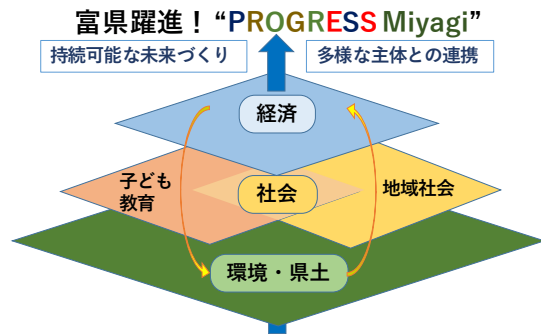 富県躍進！“PROGRESS Miyagi”
持続可能な未来づくり
多様な主体との連携
経済
子ども
教育
社会
地域社会
環境・県土